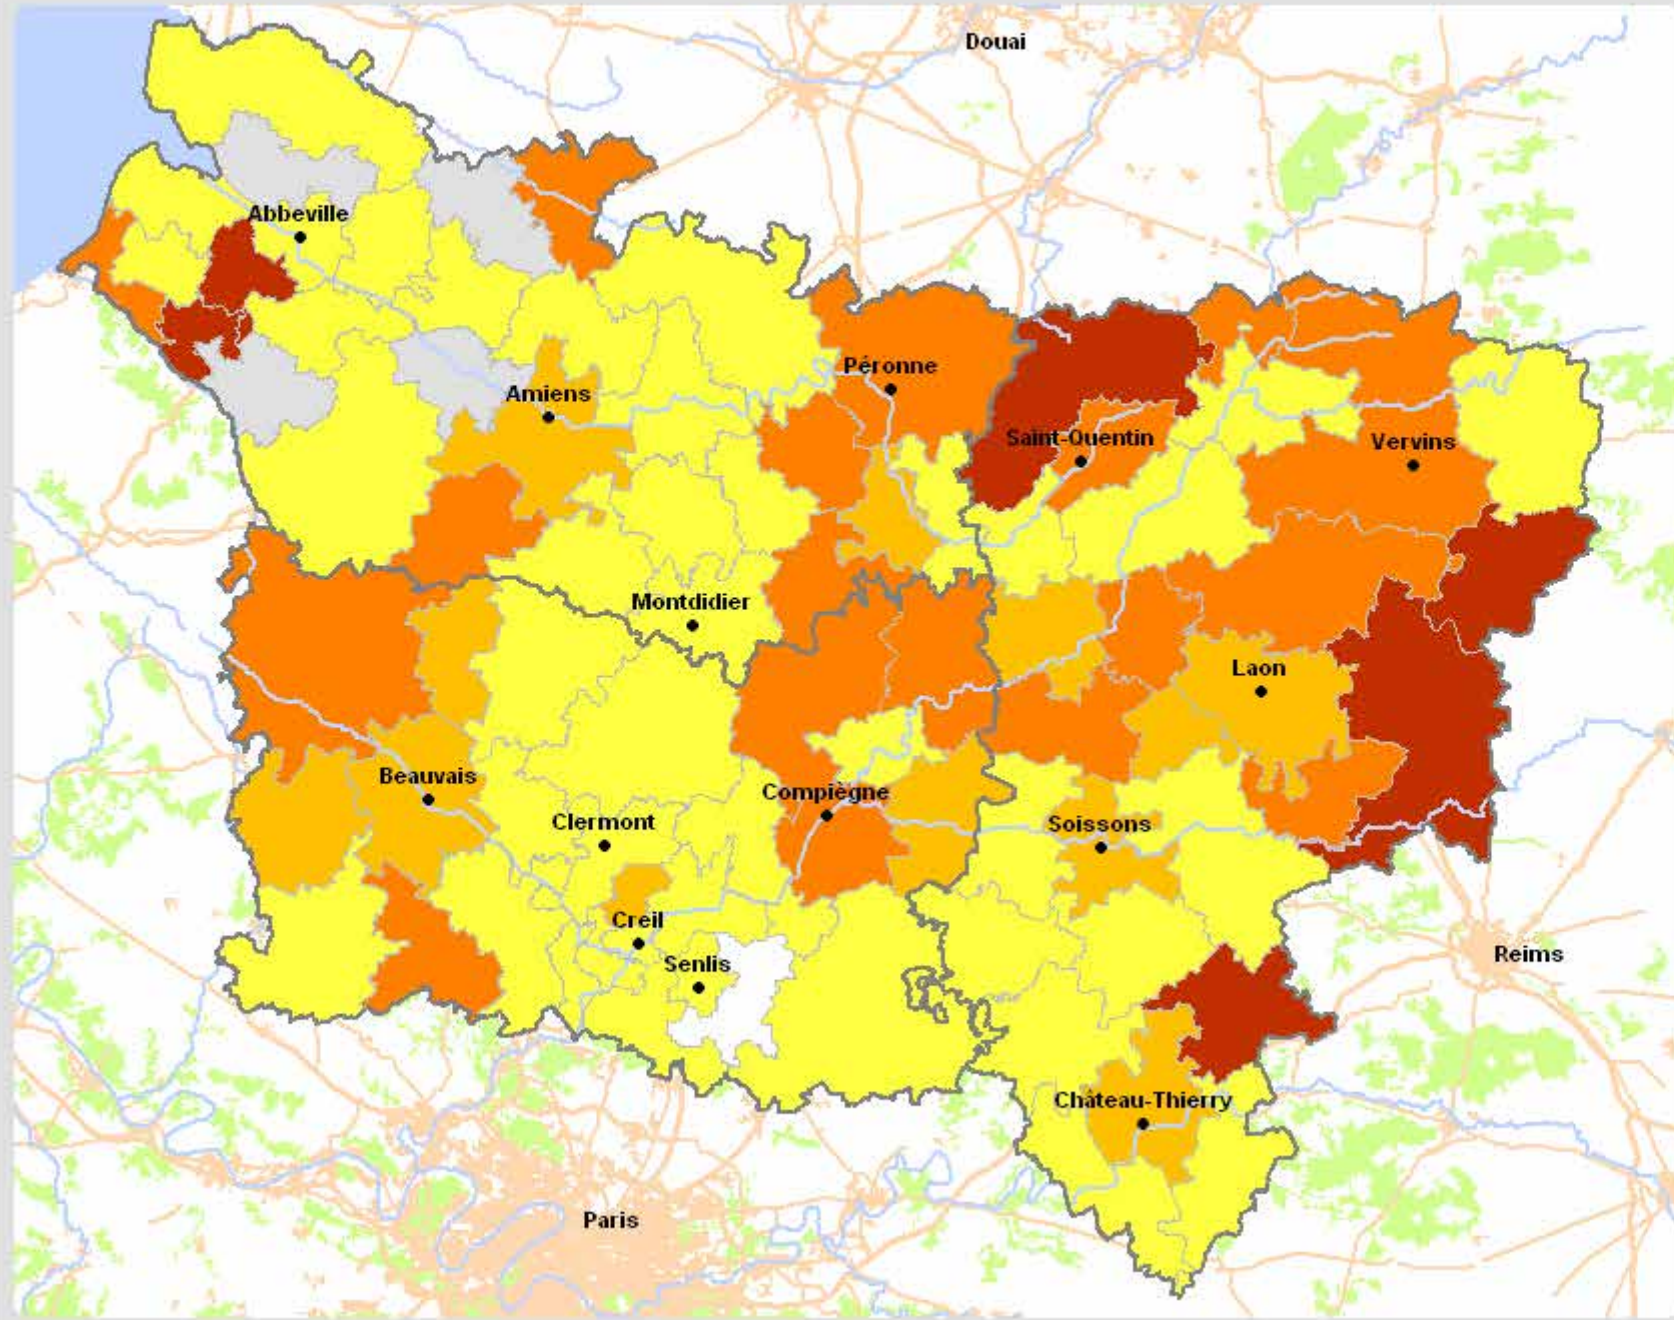 Douai
Abbeville
Péronne
Amiens
Saint-Quentin
Vervins
Montdidier
Laon
Beauvais
Compiègne
Clermont
Soissons
Creil
Senlis
Reims
Château-Thierry
Paris